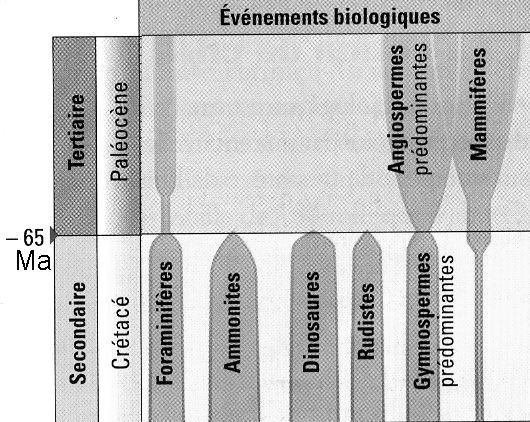 Événements biologiques
Tertiaire
Paléocène
Angiospermes
prédominantes
Mammifères
– 65
Ma
Secondaire
Crétacé
Foraminifères
Ammonites
Dinosaures
Rudistes
Gymnospermes
prédominantes